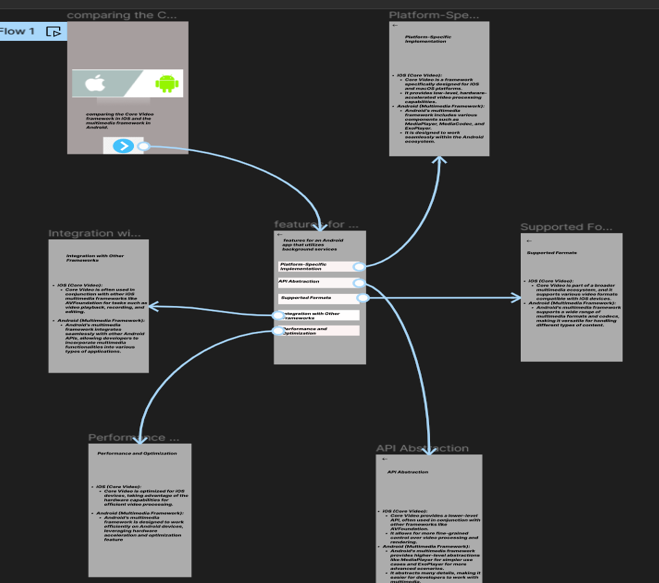 Flow 1
comparing the C...
comparing the Core Video
framework in iOS and the
multimedia framework in
Android.
Platform-Spe...
Platform-Specific
Implementation
iOS (Core Video):
Core Video is a framework
specifically designed for iOS
and macOS platforms.
It provides low-level, hardware-
accelerated video processing
capabilities.
Android (Multimedia Framework):
Android's multimedia
framework includes various
components such as
MediaPlayer, MediaCodec, and
ExoPlayer.
It is designed to work
seamlessly within the Android
ecosystem.
Integration wi...
Integration with Other
Frameworks
iOS (Core Video):
Core Video is often used in
conjunction with other iOS
multimedia frameworks like
AVFoundation for tasks such as
video playback, recording, and
editing.
Android (Multimedia Framework):
Android's multimedia
framework integrates
seamlessly with other Android
APIs, allowing developers to
incorporate multimedia
functionalities into various
types of applications.
features for ...
features for an Android
app that utilizes
background services
Platform-Specific
Implementation
API Abstraction
Supported Formats
Integration with Other
Frameworks
Performance and
Optimization
Supported Fo...
Supported Formats
iOS (Core Video):
Core Video is part of a broader
multimedia ecosystem, and it
supports various video formats
compatible with iOS devices.
Android (Multimedia Framework):
Android's multimedia framework
supports a wide range of
multimedia formats and codecs,
making it versatile for handling
different types of content.
Performance ...
Performance and Optimization
iOS (Core Video):
Core Video is optimized for iOS
devices, taking advantage of the
hardware capabilities for
efficient video processing.
Android (Multimedia Framework):
Android's multimedia
framework is designed to work
efficiently on Android devices,
leveraging hardware
acceleration and optimization
feature
API Abstraction
API Abstraction
iOS (Core Video):
Core Video provides a lower-level
API, often used in conjunction with
other frameworks like
AVFoundation.
It allows for more fine-grained
control over video processing and
rendering.
Android (Multimedia Framework):
Android's multimedia framework
provides higher-level abstractions
like MediaPlayer for simpler use
cases and ExoPlayer for more
advanced scenarios.
It abstracts many details, making it
easier for developers to work with
multimedia.